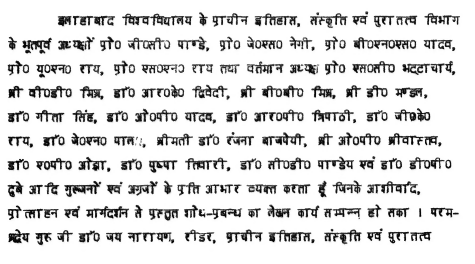 इलाहाबाद विश्वविद्यालय के प्राचीन इतिहास, संस्कृति एवं पुरातत्व विभाग
के भूतपूर्व अध्यक्षों प्रो० जी०सी० पाण्डे, प्रो० जे०एस० नेगी, प्रो० बी०एन०एस० यादव,
प्रो० यू०एन० राय, प्रो० एस०एन० राय तथा वर्तमान अध्यक्ष प्रो० एस०सी० भट्टाचार्य,
श्री वी०डी० मिश्र, डा० आर०के० द्विवेदी, श्री बी०बी० मिश्र, श्री डी० मण्डल,
डा० गीता सिंह, डा० ओ०पी० यादव, डा० आर०पी० त्रिपाठी, डा० जी०के०
राय, डा० जे०एन० पाल, श्रीमती डा० रंजना बाजपेयी, श्री ओ०पी० श्रीवास्तव,
डा० ए०पी० ओझा, डा० पुष्पा तिवारी, डा० सी०डी० पाण्डेय एवं डा० डी०पी०
दुबे आदि गुरूजनों एवं अग्रजों के प्रति आभार व्यक्त करता हूँ जिनके आशीर्वाद,
प्रोत्साहन एवं मार्गदर्शन से प्रस्तुत शोध-प्रबन्ध का लेखन कार्य सम्पन्न हो सका । परम-
श्रद्धेय गुरू जी डा० जय नारायण, रीडर, प्राचीन इतिहास, संस्कृति एवं पुरातत्व